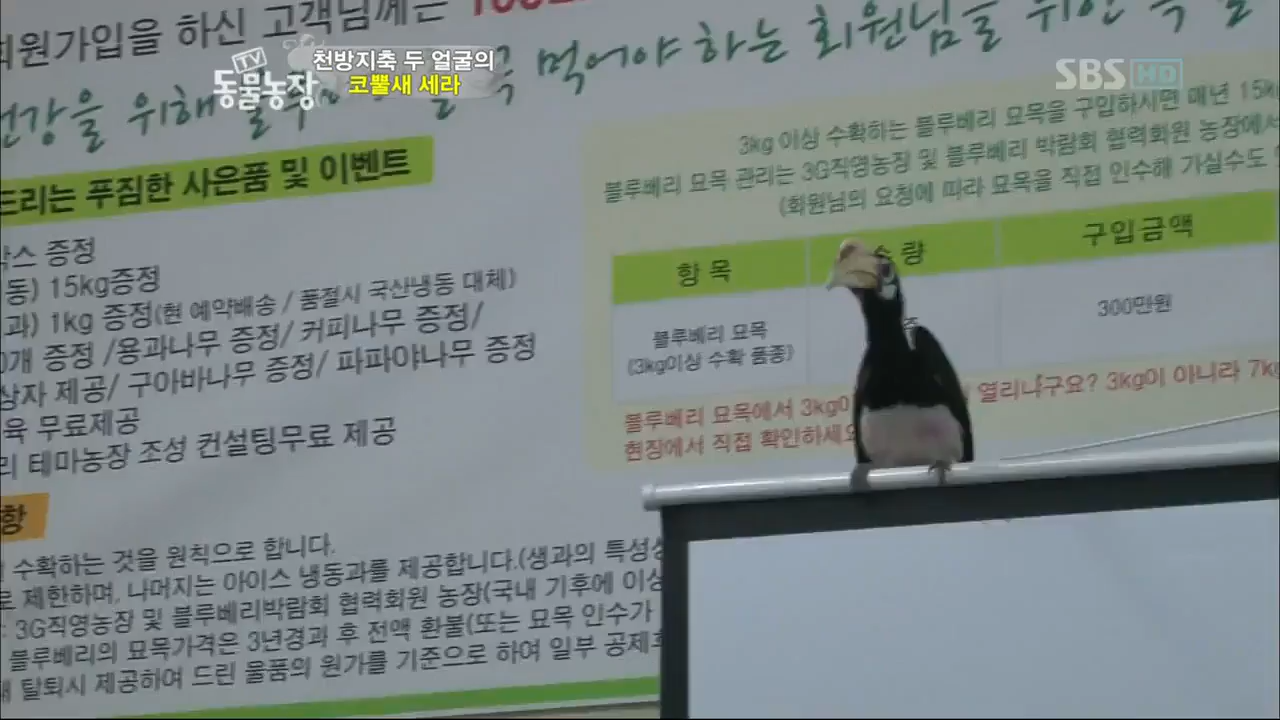 회원가입을 하신 고객님께는
TV 동물농장
천방지축 두 얼굴의
코뿔새 세라
SBS HD
건강을 위해 꼭 먹어야 하는 회원님을 위한 특
드리는 푸짐한 사은품 및 이벤트
박스 증정
동) 15kg증정
과) 1kg 증정(현 예약배송 / 품절시 국산냉동 대체)
0개 증정 /용과나무 증정/ 커피나무 증정/
상자 제공/ 구아바나무 증정/ 파파야나무 증정
육 무료제공
리 테마농장 조성 컨설팅무료 제공
3kg 이상 수확하는 블루베리 묘목을 구입하시면 매년 15k
블루베리 묘목 관리는 3G직영농장 및 블루베리 박람회 협력회원 농장에서
(회원님의 요청에 따라 묘목을 직접 인수해 가실수도
항 목 수 량 구입금액
블루베리 묘목
(3kg이상 수확 품종)
주
300만원
블루베리 묘목에서 3kg이 열리냐구요? 3kg이 아니라 7kg
현장에서 직접 확인하세요
항
수확하는 것을 원칙으로 합니다.
로 제한하며, 나머지는 아이스 냉동과를 제공합니다.(생과의 특성상
: 3G직영농장 및 블루베리박람회 협력회원 농장(국내 기후에 이상
블루베리의 묘목가격은 3년경과 후 전액 환불(또는 묘목 인수가
해 탈퇴시 제공하여 드린 물품의 원가를 기준으로 하여 일부 공제후